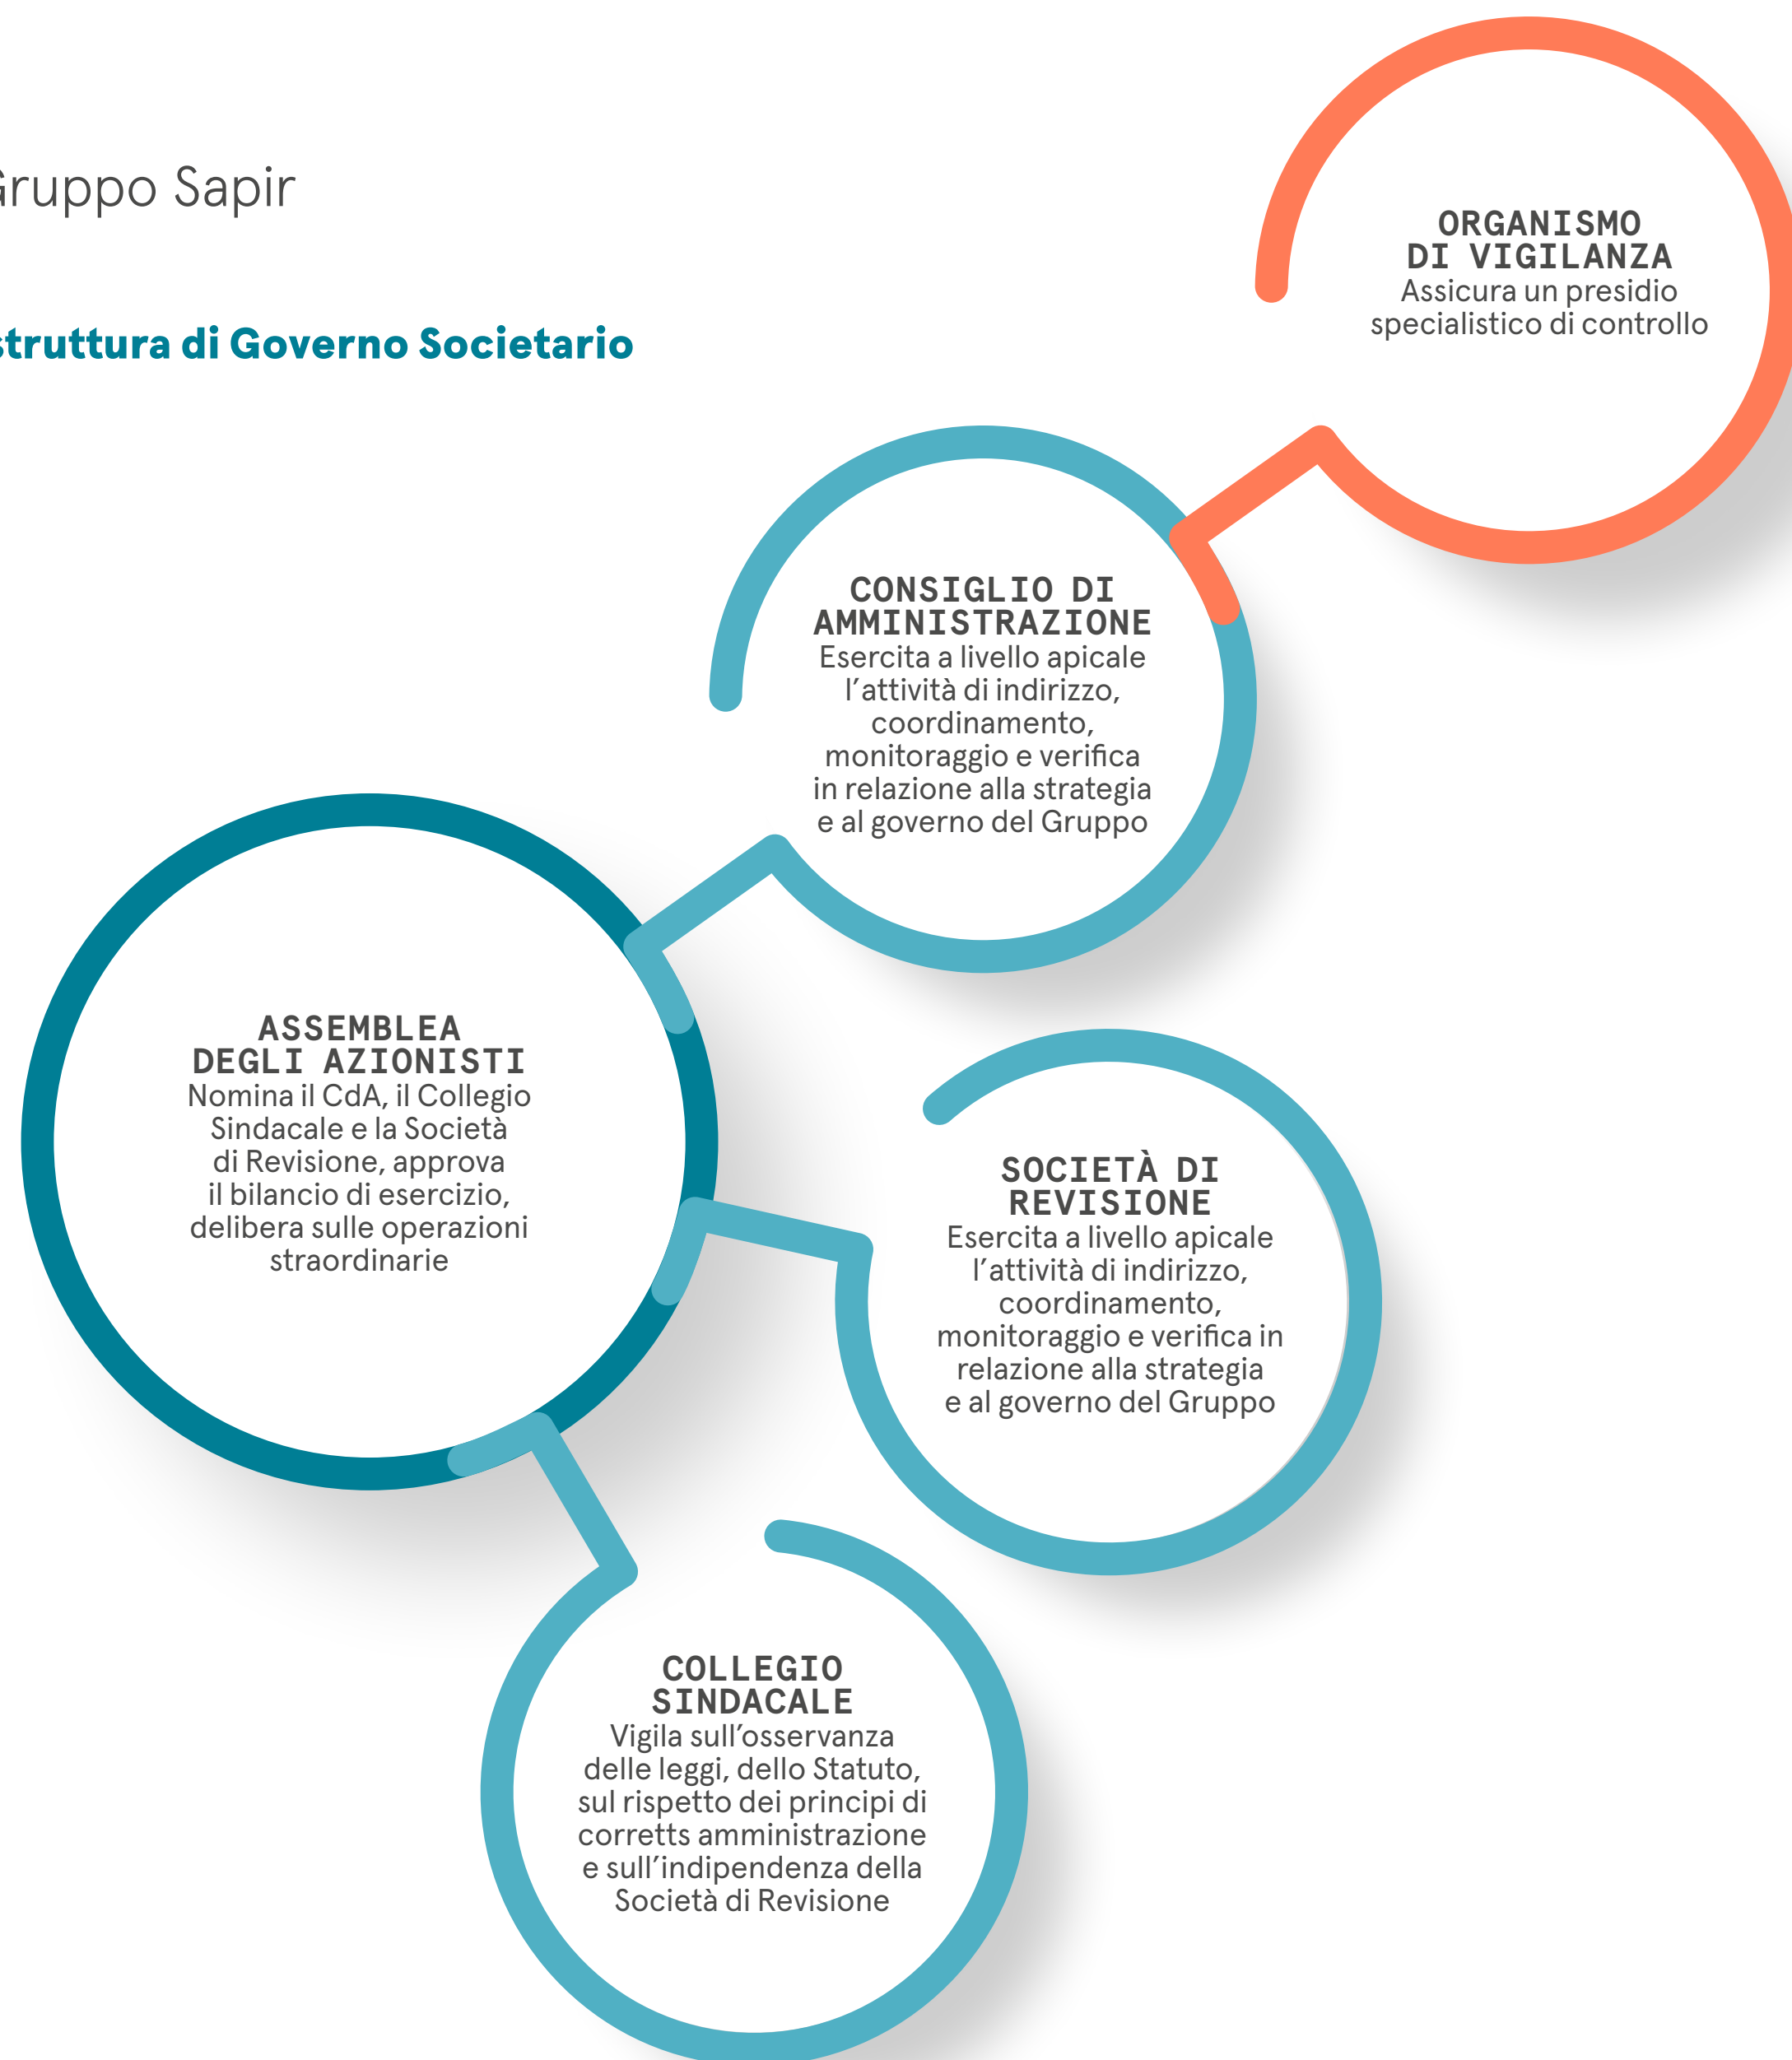 Gruppo Sapir
struttura di Governo Societario
ORGANISMO
DI VIGILANZA
Assicura un presidio
specialistico di controllo
CONSIGLIO DI
AMMINISTRAZIONE
Esercita a livello apicale
l’attività di indirizzo,
coordinamento,
monitoraggio e verifica
in relazione alla strategia
e al governo del Gruppo
ASSEMBLEA
DEGLI AZIONISTI
Nomina il CdA, il Collegio
Sindacale e la Società
di Revisione, approva
il bilancio di esercizio,
delibera sulle operazioni
straordinarie
SOCIETÀ DI
REVISIONE
Esercita a livello apicale
l’attività di indirizzo,
coordinamento,
monitoraggio e verifica in
relazione alla strategia
e al governo del Gruppo
COLLEGIO
SINDACALE
Vigila sull’osservanza
delle leggi, dello Statuto,
sul rispetto dei principi di
corretts amministrazione
e sull’indipendenza della
Società di Revisione